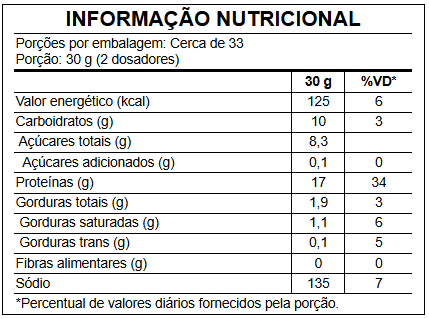 INFORMAÇÃO NUTRICIONAL
Porções por embalagem: Cerca de 33
Porção: 30 g (2 dosadores)
30 g %VD*
Valor energético (kcal) 125 6
Carboidratos (g) 10 3
Açúcares totais (g) 8,3
Açúcares adicionados (g) 0,1 0
Proteínas (g) 17 34
Gorduras totais (g) 1,9 3
Gorduras saturadas (g) 1,1 6
Gorduras trans (g) 0,1 5
Fibras alimentares (g) 0 0
Sódio 135 7
*Percentual de valores diários fornecidos pela porção.